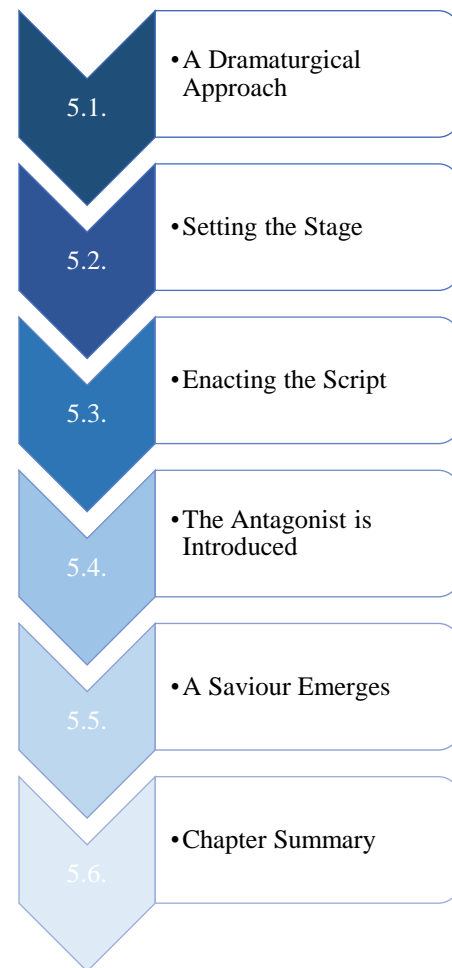 5.1.
•A Dramaturgical
Approach
5.2.
•Setting the Stage
5.3.
•Enacting the Script
5.4.
•The Antagonist is
Introduced
5.5.
•A Saviour Emerges
5.6.
•Chapter Summary